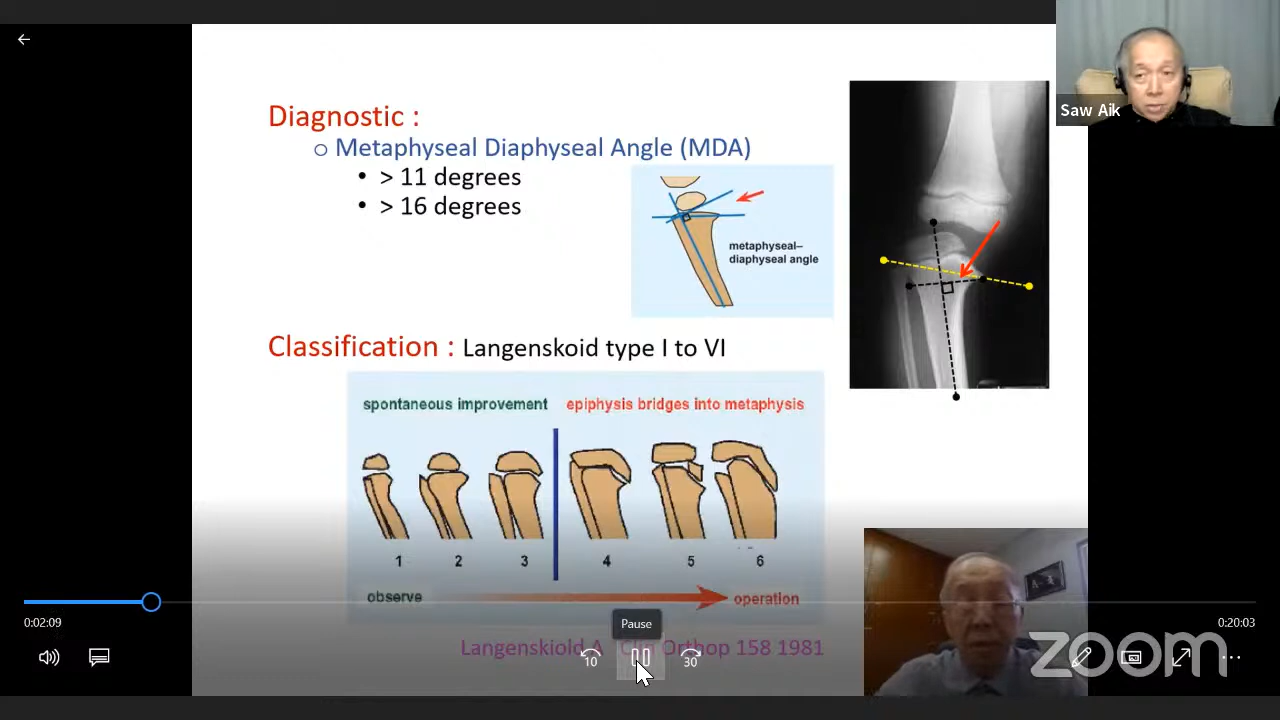 Saw Aik
Diagnostic :
o Metaphyseal Diaphyseal Angle (MDA)
• > 11 degrees
• > 16 degrees
metaphyseal–
diaphyseal angle
Classification : Langenskoid type I to VI
spontaneous improvement epiphysis bridges into metaphysis
1 2 3 4 5 6
observe operation
0:02:09
Pause
0:20:03
Langenskiold A Orthop 158 1981
10 30
zoom